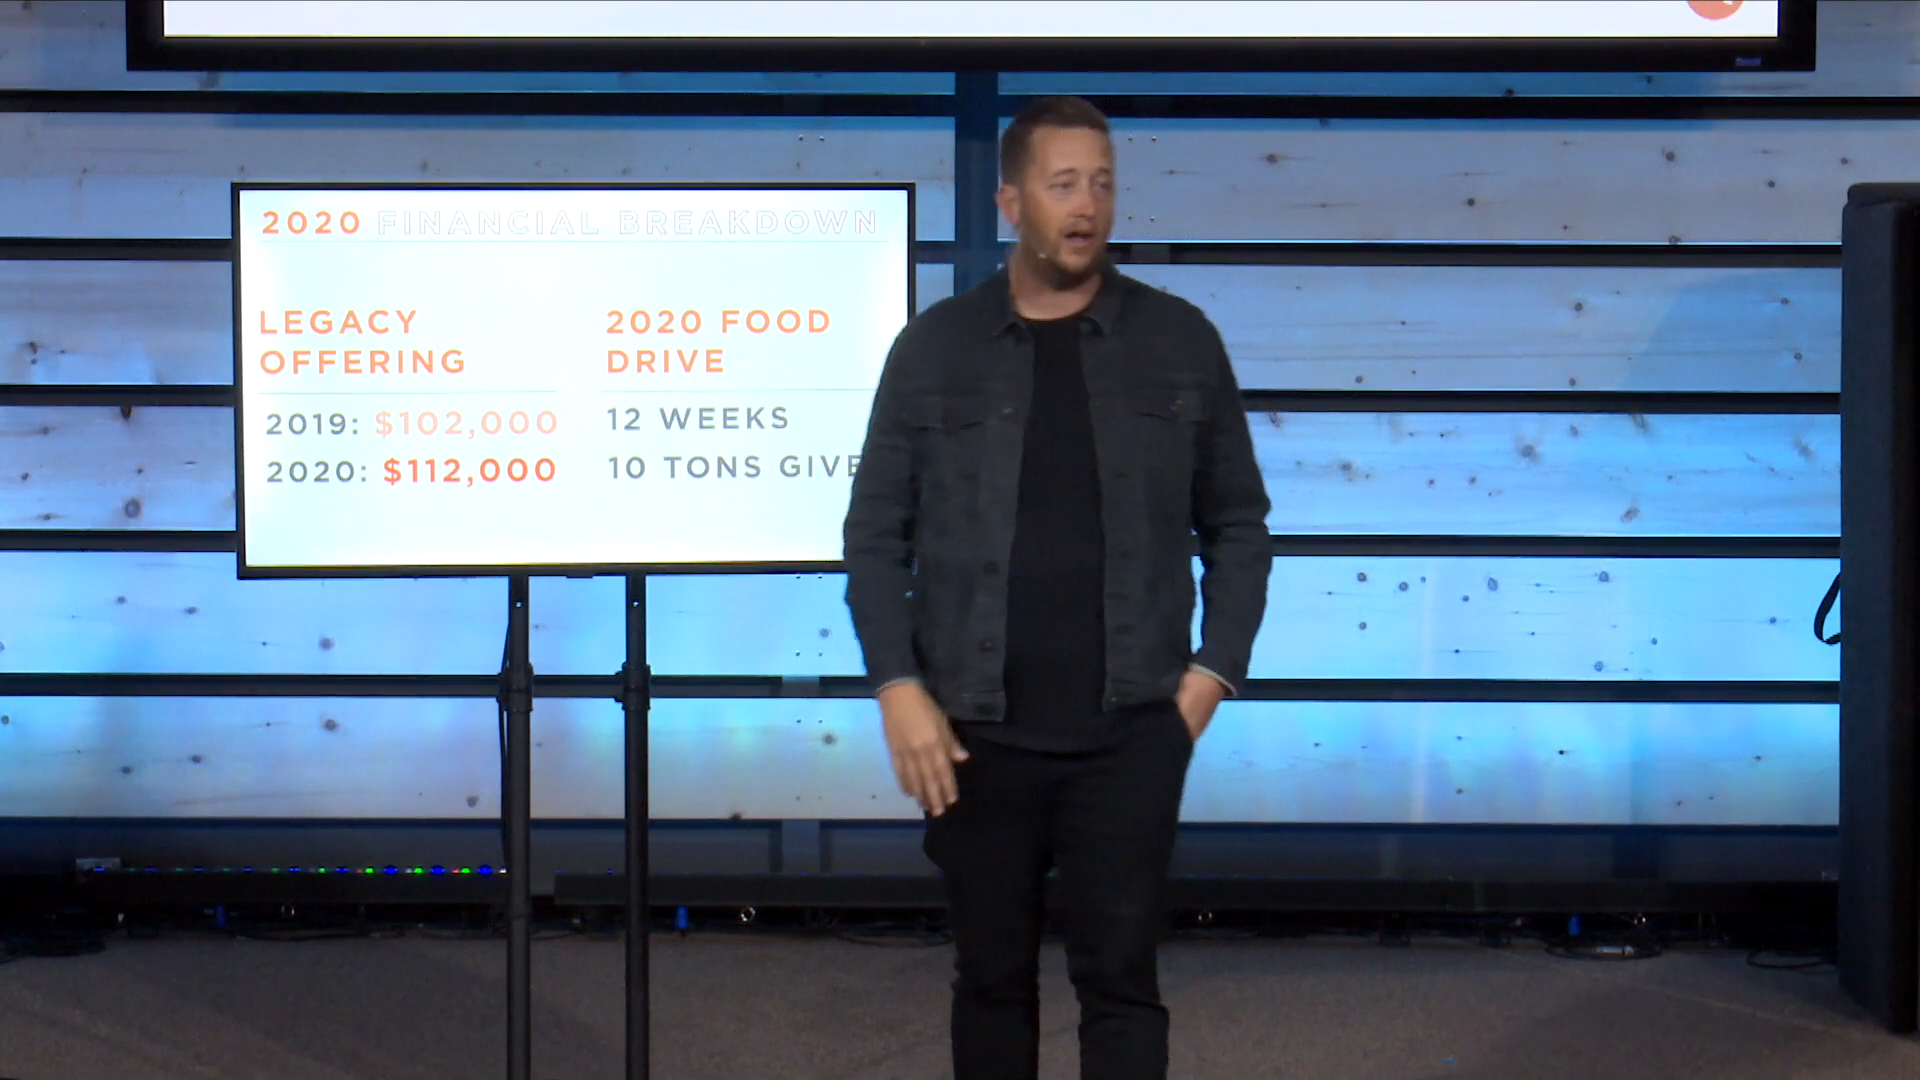 2020 FINANCIAL BREAKDOWN
LEGACY
OFFERING
2019: $102,000
2020: $112,000
2020 FOOD
DRIVE
12 WEEKS
10 TONS GIVE